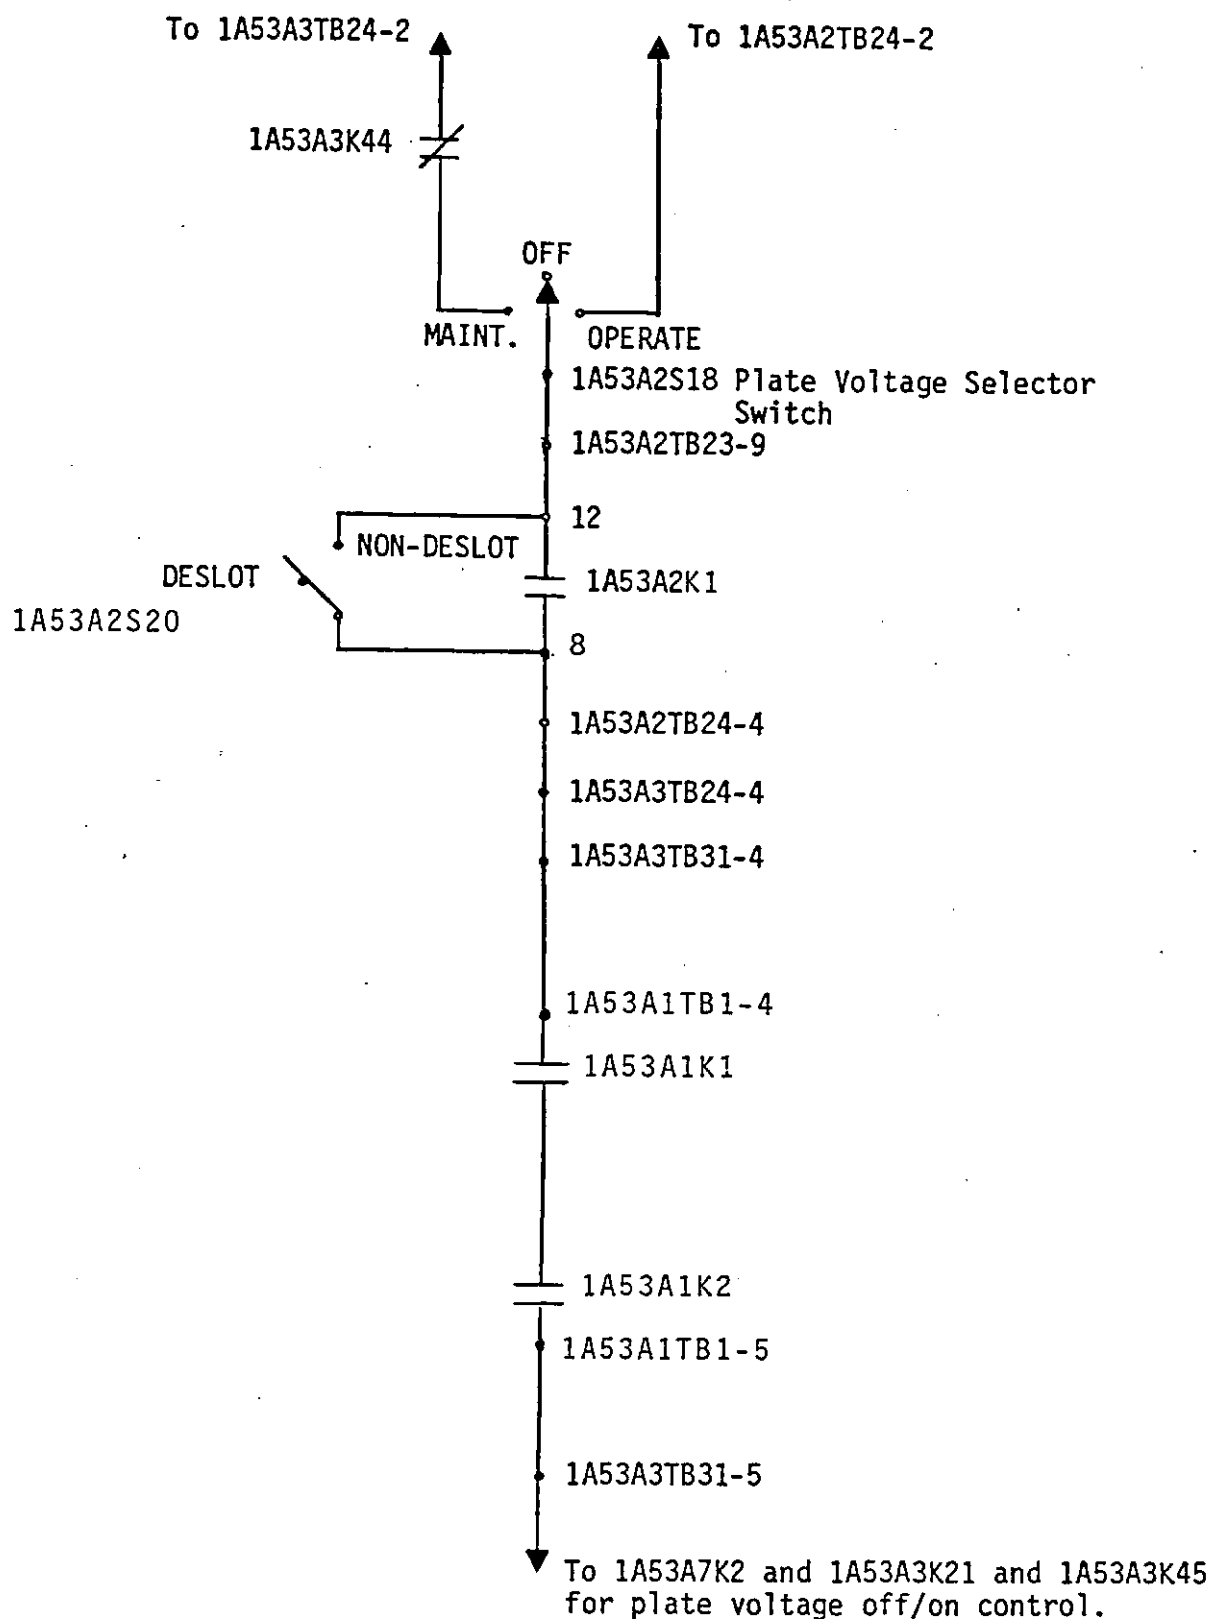 To 1A53A3TB24-2
To 1A53A2TB24-2
1A53A3K44
OFF
MAINT.
OPERATE
1A53A2S18 Plate Voltage Selector
Switch
1A53A2TB23-9
12
NON-DESLOT
DESLOT
1A53A2K1
1A53A2S20
8
1A53A2TB24-4
1A53A3TB24-4
1A53A3TB31-4
1A53A1TB1-4
1A53A1K1
1A53A1K2
1A53A1TB1-5
1A53A3TB31-5
To 1A53A7K2 and 1A53A3K21 and 1A53A3K45
for plate voltage off/on control.